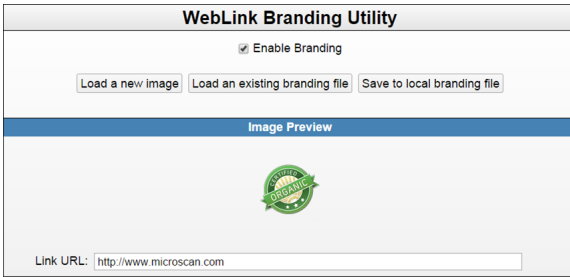 WebLink Branding Utility
Enable Branding
Load a new image Load an existing branding file Save to local branding file
Image Preview
CERTIFIED
ORGANIC
Link URL: http://www.microscan.com